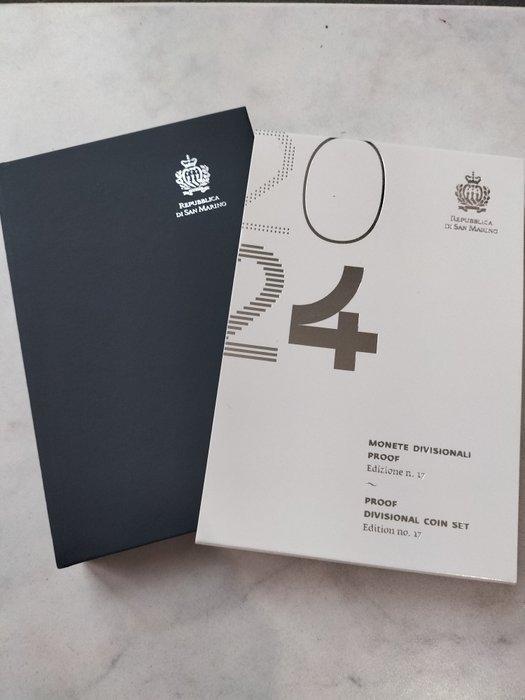 REPUBBLICA
DI SAN MARINO
20
24
REPUBBLICA
DI SAN MARINO
MONETE DIVISIONALI
PROOF
Edizione n. 17
~
PROOF
DIVISIONAL COIN SET
Edition no. 17